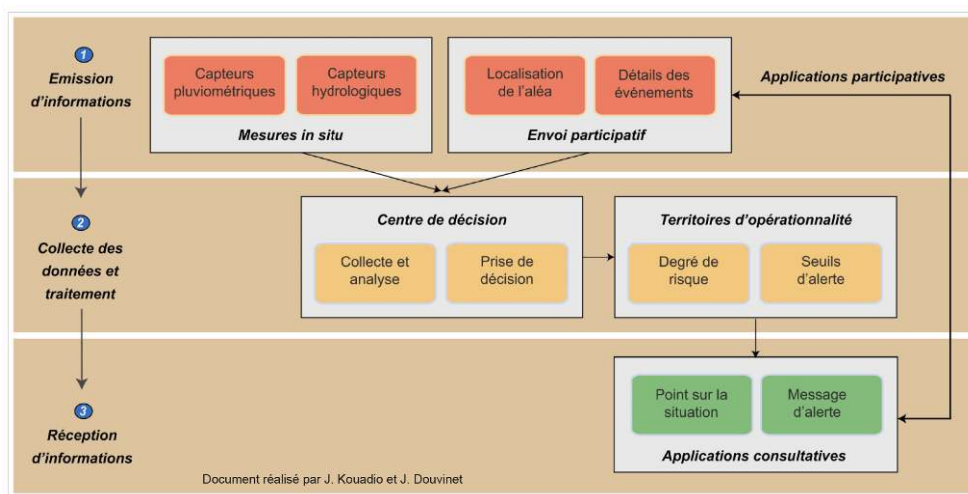 1
Emission
d'informations
Capteurs
pluviométriques
Capteurs
hydrologiques
Mesures in situ
Localisation
de l'aléa
Détails des
événements
Envoi participatif
Applications participatives
2
Collecte des
données et
traitement
Centre de décision
Collecte et
analyse
Prise de
décision
Territoires d'opérationnalité
Degré de
risque
Seuils
d'alerte
3
Réception
d'informations
Point sur la
situation
Message
d'alerte
Applications consultatives
Document réalisé par J. Kouadio et J. Douvinet